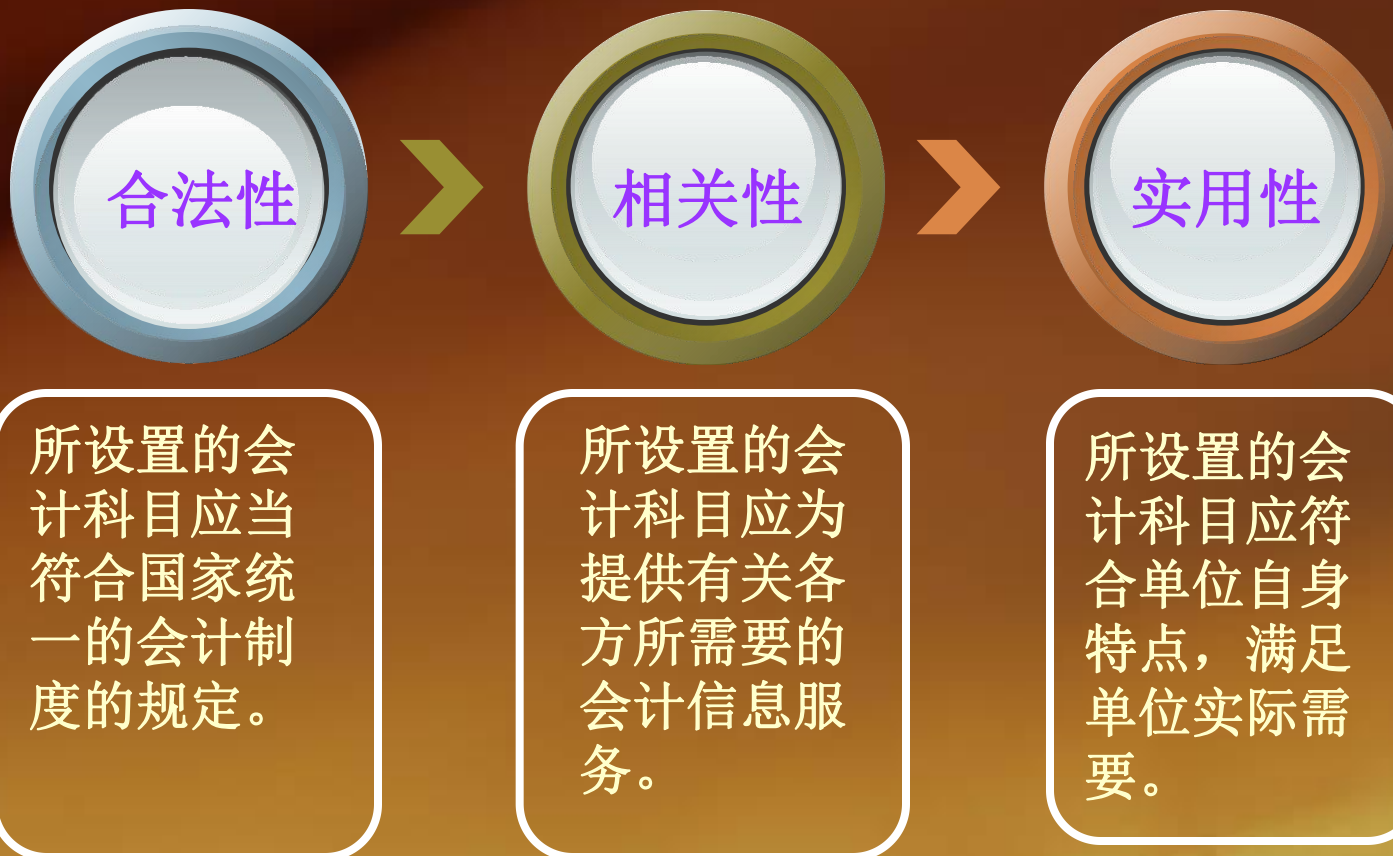 合法性
相关性
实用性
所设置的会
计科目应当
符合国家统
一的会计制
度的规定。
所设置的会
计科目应为
提供有关各
方所需要的
会计信息服
务。
所设置的会
计科目应符
合单位自身
特点，满足
单位实际需
要。